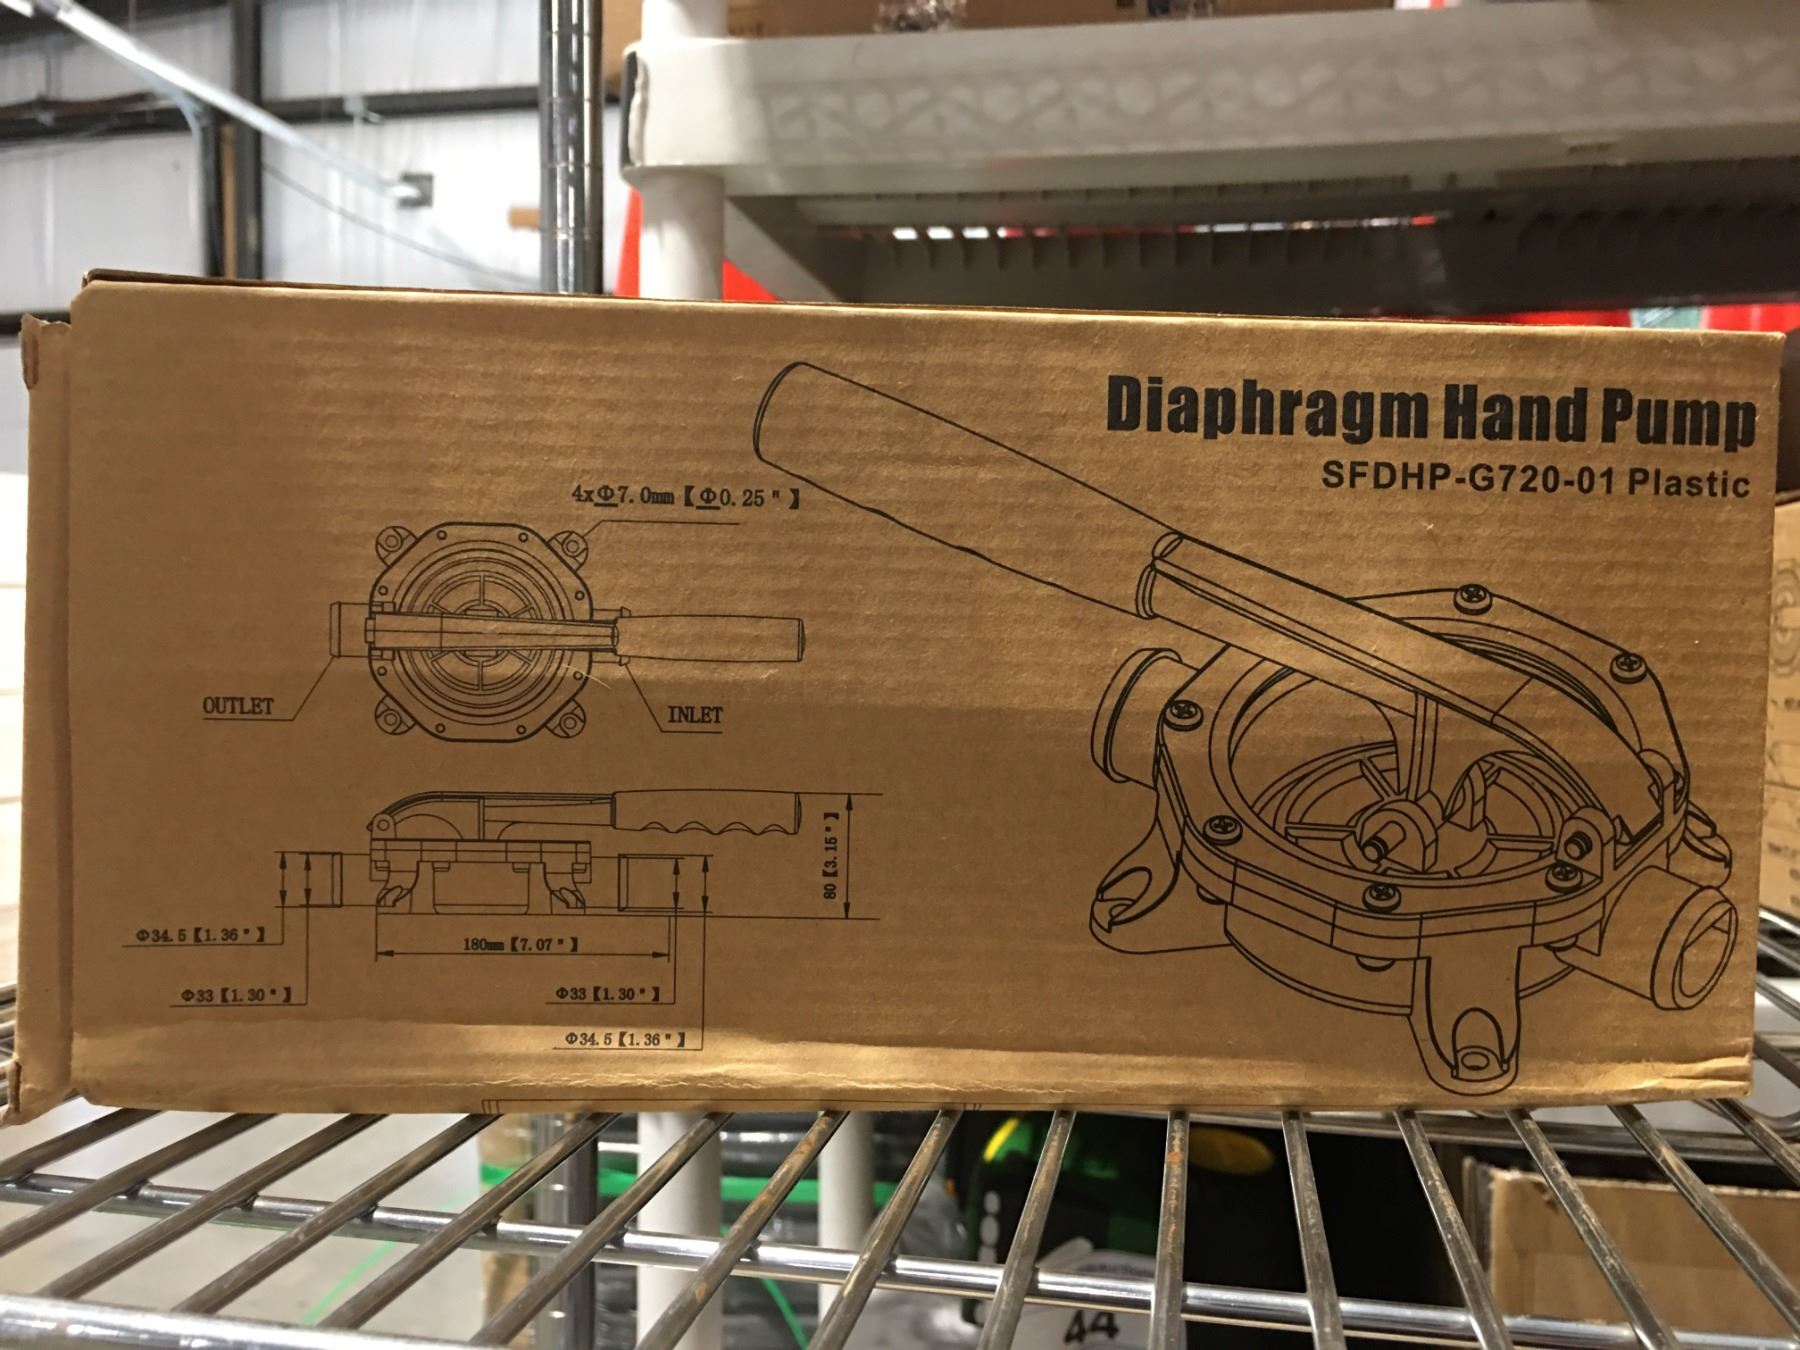 Diaphragm Hand Pump
SFDHP-G720-01 Plastic
4xΦ7.0mm【Φ0.25"】
OUTLET
INLET
80【3.15"】
Φ34.5【1.36"】
180mm【7.07"】
Φ33【1.30"】
Φ33【1.30"】
Φ34.5【1.36"】
44